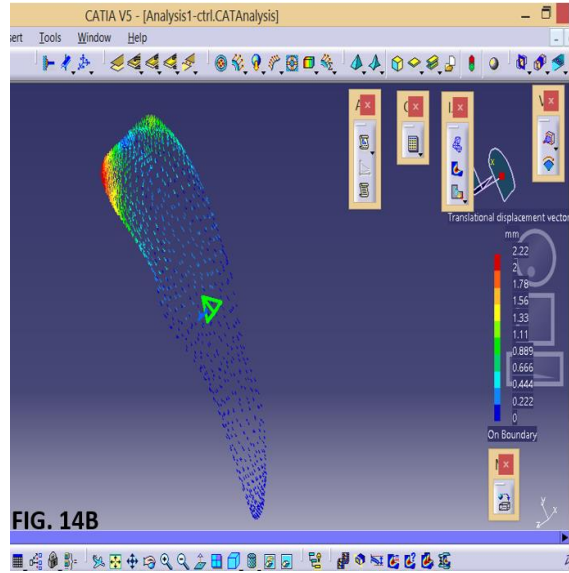 CATIA V5 - [Analysis1-ctrl.CATAnalysis]
sert Tools Window Help
A... C... I... V...
x
Translational displacement vector
mm
2.22
2
1.78
1.56
1.33
1.11
0.889
0.666
0.444
0.222
0
On Boundary
FIG. 14B
y
z x